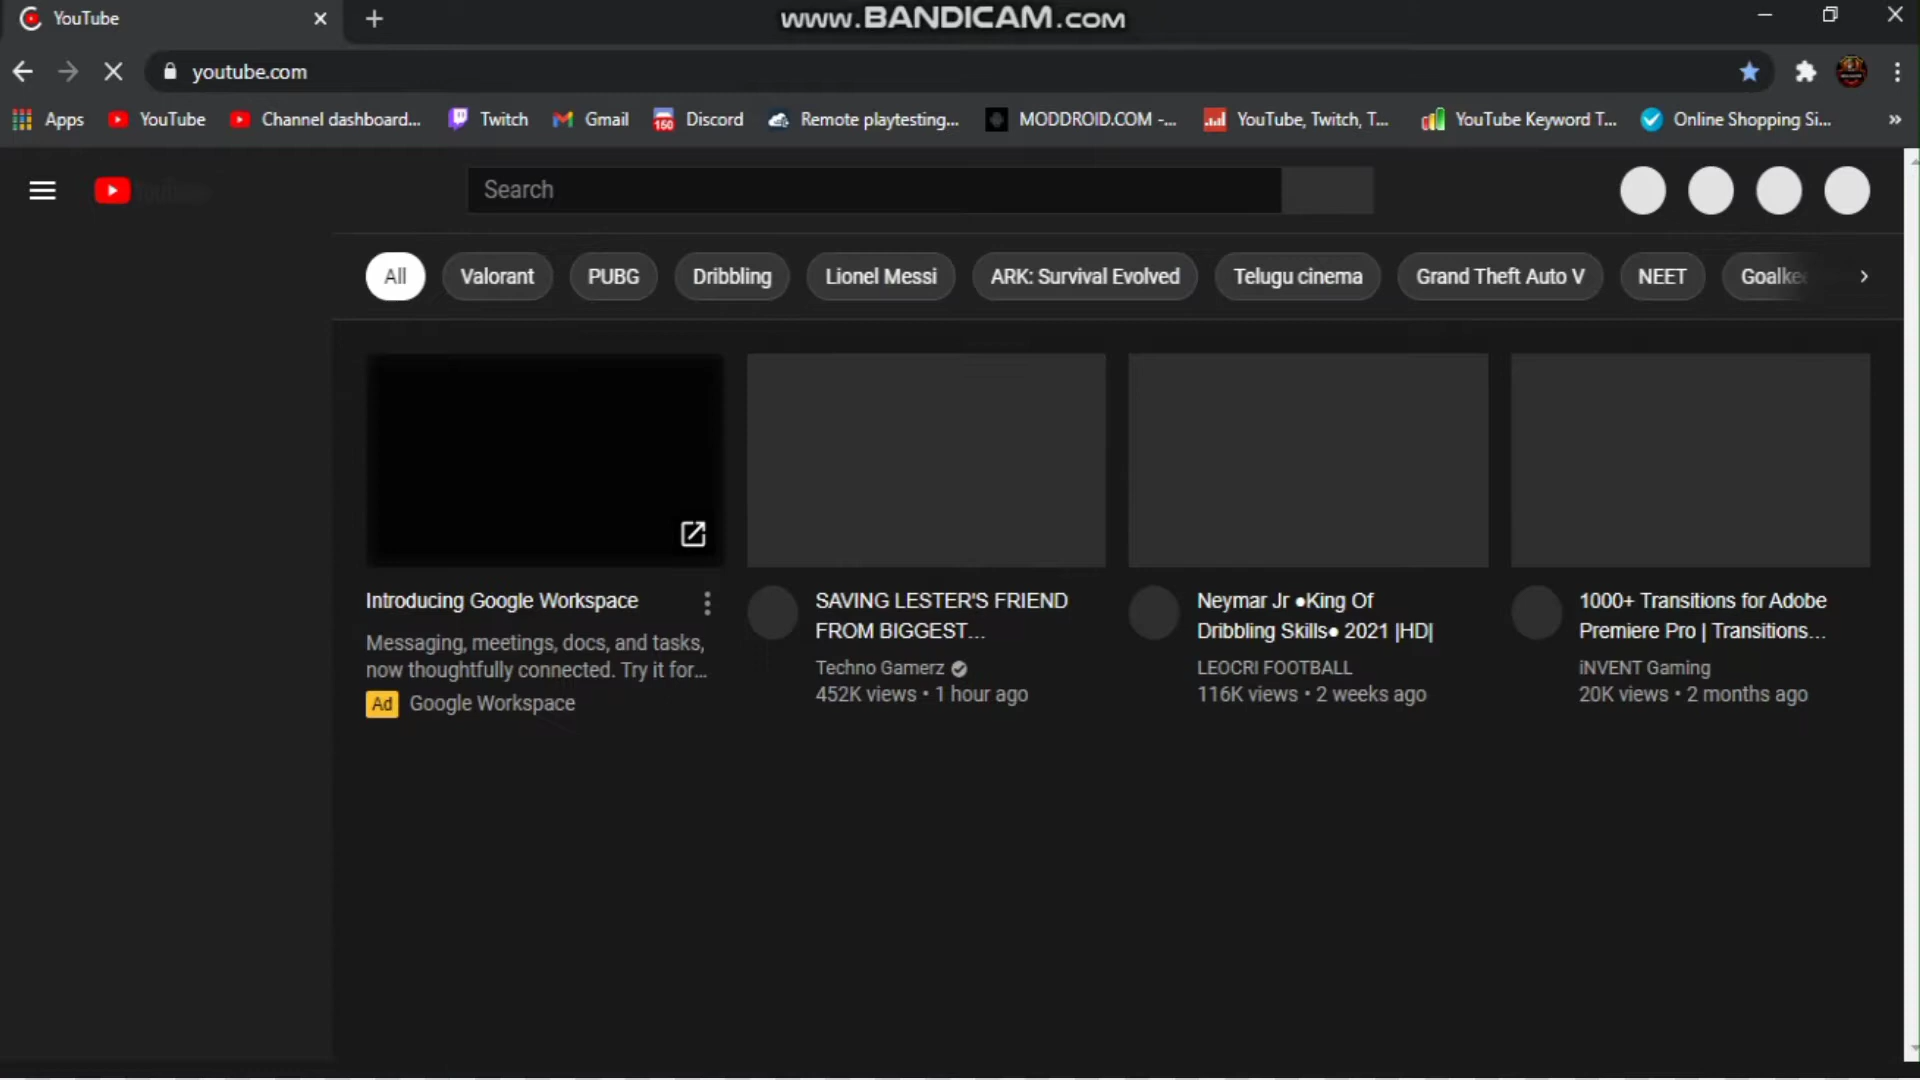 YouTube
www.BANDICAM.com
youtube.com
Apps YouTube Channel dashboard... Twitch Gmail 150 Discord Remote playtesting... MODDROID.COM -... YouTube, Twitch, T... YouTube Keyword T... Online Shopping Si... »
Search
All Valorant PUBG Dribbling Lionel Messi ARK: Survival Evolved Telugu cinema Grand Theft Auto V NEET Goalke
Introducing Google Workspace
Messaging, meetings, docs, and tasks,
now thoughtfully connected. Try it for...
Ad Google Workspace
SAVING LESTER'S FRIEND
FROM BIGGEST...
Techno Gamerz
452K views • 1 hour ago
Neymar Jr ●King Of
Dribbling Skills● 2021 |HD|
LEOCRI FOOTBALL
116K views • 2 weeks ago
1000+ Transitions for Adobe
Premiere Pro | Transitions...
iNVENT Gaming
20K views • 2 months ago